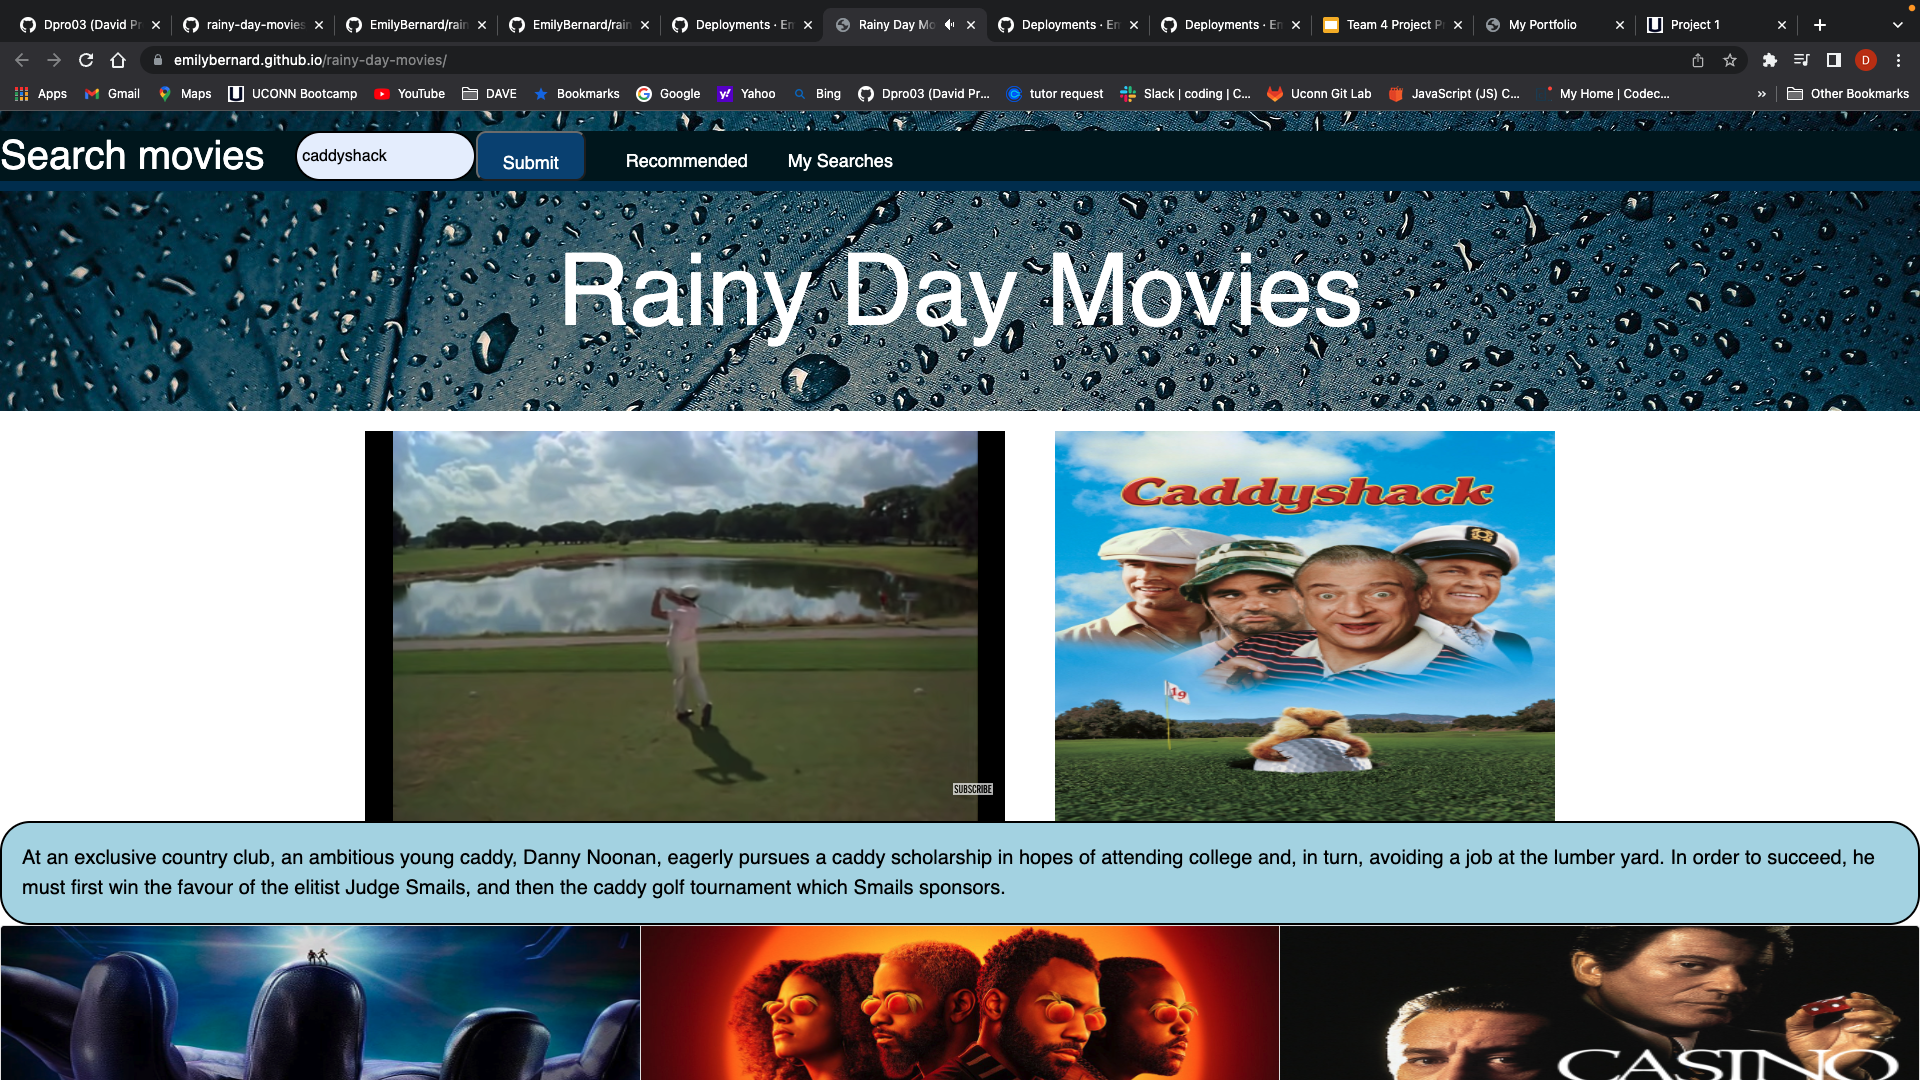 Dpro03 (David Pr
rainy-day-movies
EmilyBernard/rain
EmilyBernard/rain
Deployments · Em
Rainy Day Mo
Deployments · Em
Deployments · Em
Team 4 Project P
My Portfolio
Project 1
emilybernard.github.io/rainy-day-movies/
D
Apps
Gmail
Maps
UCONN Bootcamp
YouTube
DAVE
Bookmarks
Google
Yahoo
Bing
Dpro03 (David Pr...
tutor request
Slack | coding | C...
Uconn Git Lab
JavaScript (JS) C...
My Home | Codec...
»
Other Bookmarks
Search movies
caddyshack
Submit
Recommended
My Searches
Rainy Day Movies
SUBSCRIBE
Caddyshack
19
At an exclusive country club, an ambitious young caddy, Danny Noonan, eagerly pursues a caddy scholarship in hopes of attending college and, in turn, avoiding a job at the lumber yard. In order to succeed, he
must first win the favour of the elitist Judge Smails, and then the caddy golf tournament which Smails sponsors.
CASINO